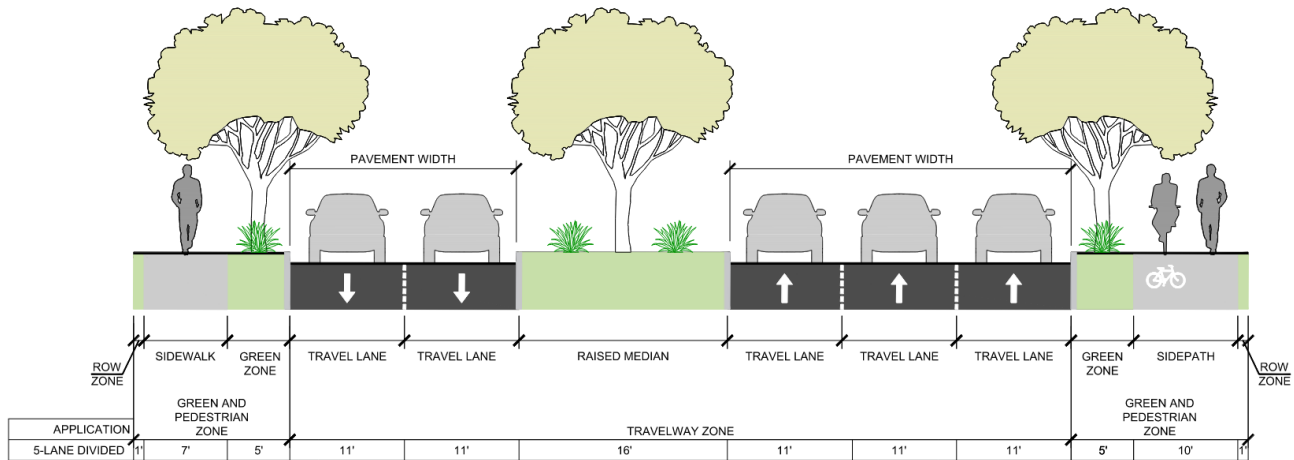 PAVEMENT WIDTH
PAVEMENT WIDTH
ROW
ZONE
SIDEWALK
GREEN
ZONE
TRAVEL LANE
TRAVEL LANE
RAISED MEDIAN
TRAVEL LANE
TRAVEL LANE
TRAVEL LANE
GREEN
ZONE
SIDEPATH
ROW
ZONE
GREEN AND
PEDESTRIAN
ZONE
TRAVELWAY ZONE
GREEN AND
PEDESTRIAN
ZONE
APPLICATION
5-LANE DIVIDED 1' 7' 5' 11' 11' 16' 11' 11' 11' 5' 10' 1'